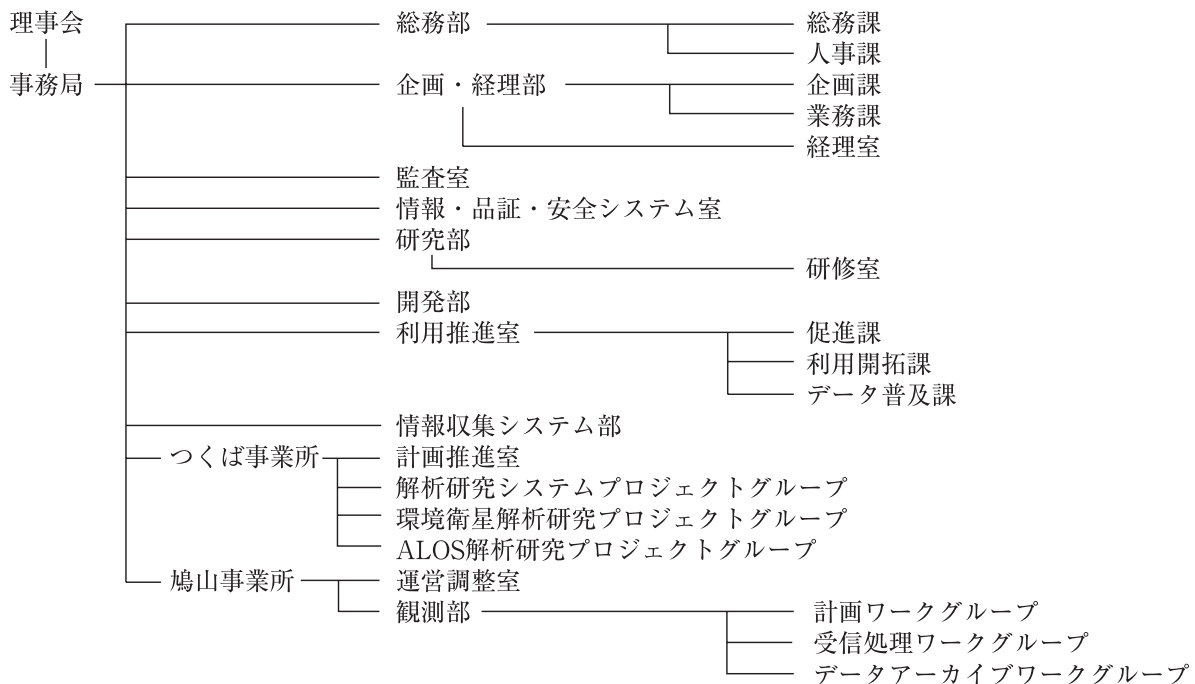 理事会
総務部
総務課
人事課
事務局
企画・経理部
企画課
業務課
経理室
監査室
情報・品証・安全システム室
研究部
研修室
開発部
利用推進室
促進課
利用開拓課
データ普及課
情報収集システム部
つくば事業所
計画推進室
解析研究システムプロジェクトグループ
環境衛星解析研究プロジェクトグループ
ALOS解析研究プロジェクトグループ
鳩山事業所
運営調整室
観測部
計画ワークグループ
受信処理ワークグループ
データアーカイブワークグループ